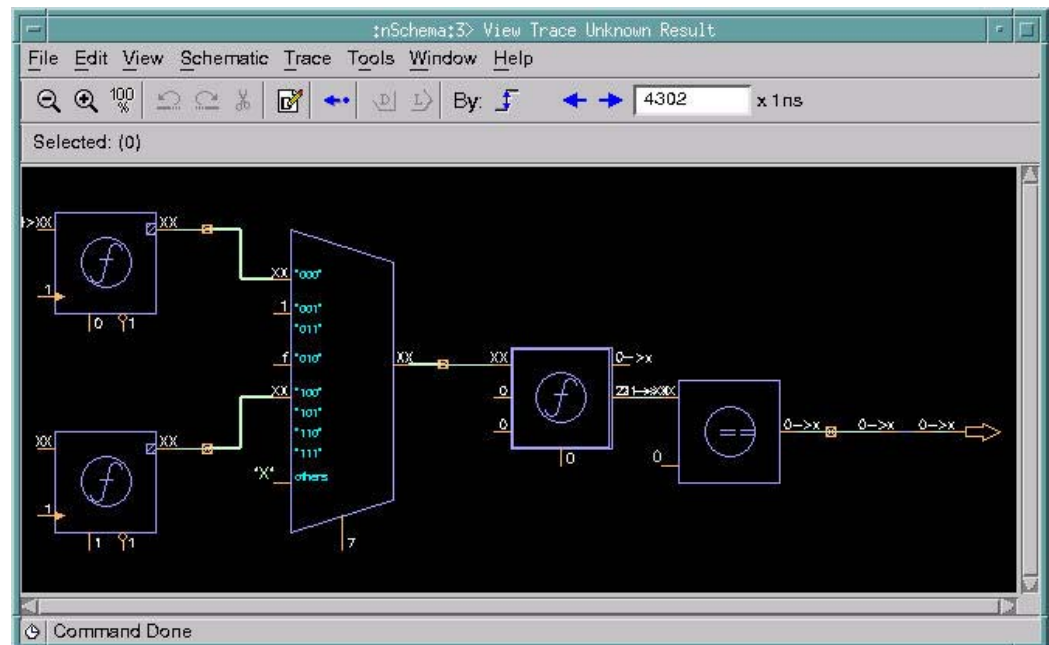 :nSchema:3> View Trace Unknown Result
File Edit View Schematic Trace Tools Window Help
100 %
By:
4302
x 1ns
Selected: (0)
>XX
XX
1
0
1
XX
XX
1
1
1
XX "000"
1 "001"
"011"
f "010"
XX "100"
"101"
"110"
"111"
"X" others
7
XX
XX
0
0
0
0->x
==
0
0->x
0->x
0->x
Command Done